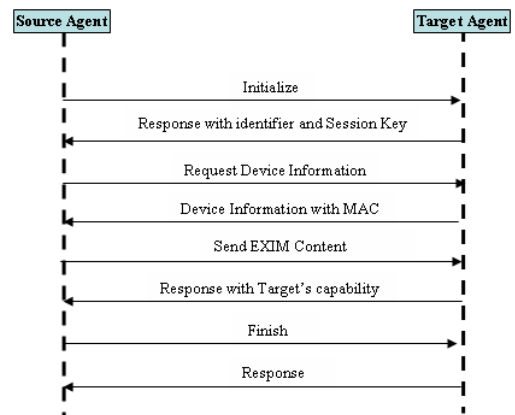 Source Agent
Target Agent
Initialize
Response with identifier and Session Key
Request Device Information
Device Information with MAC
Send EXIM Content
Response with Target's capability
Finish
Response